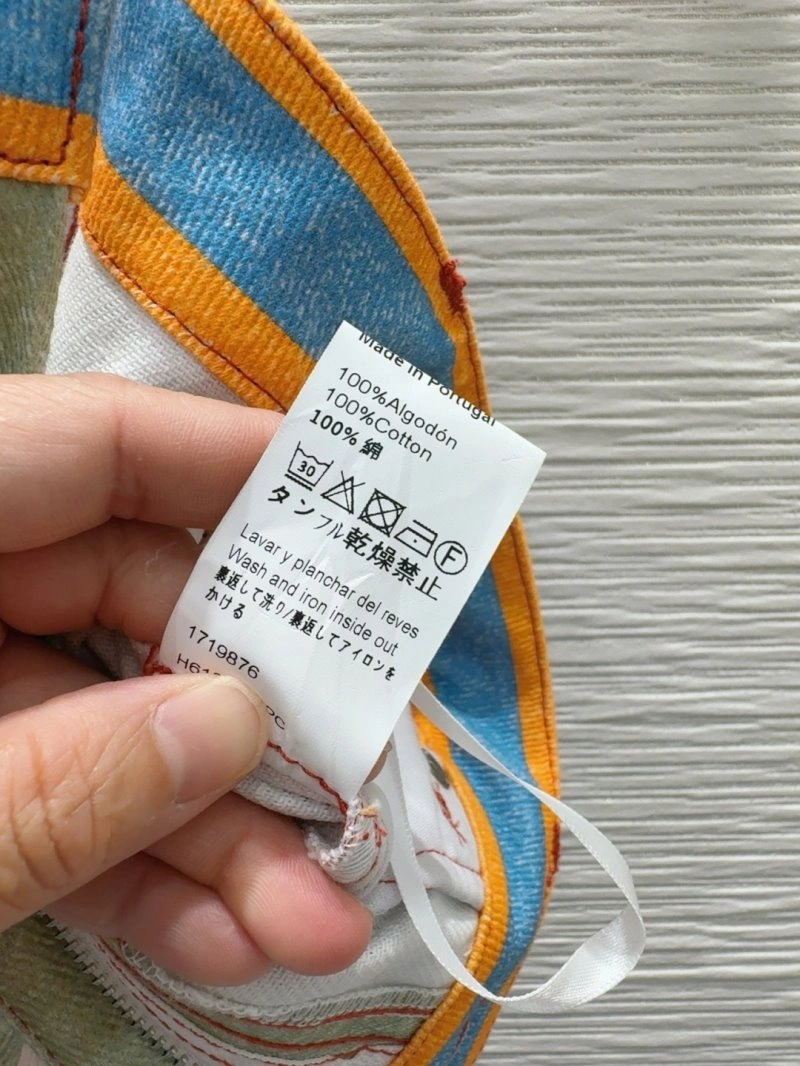 Made in Portugal
100%Algodón
100%Cotton
100% 綿
30
F
タンフル乾燥禁止
Lavar y planchar del reves
Wash and iron inside out
裏返して洗り/裏返してアイロンを
かける
1719876